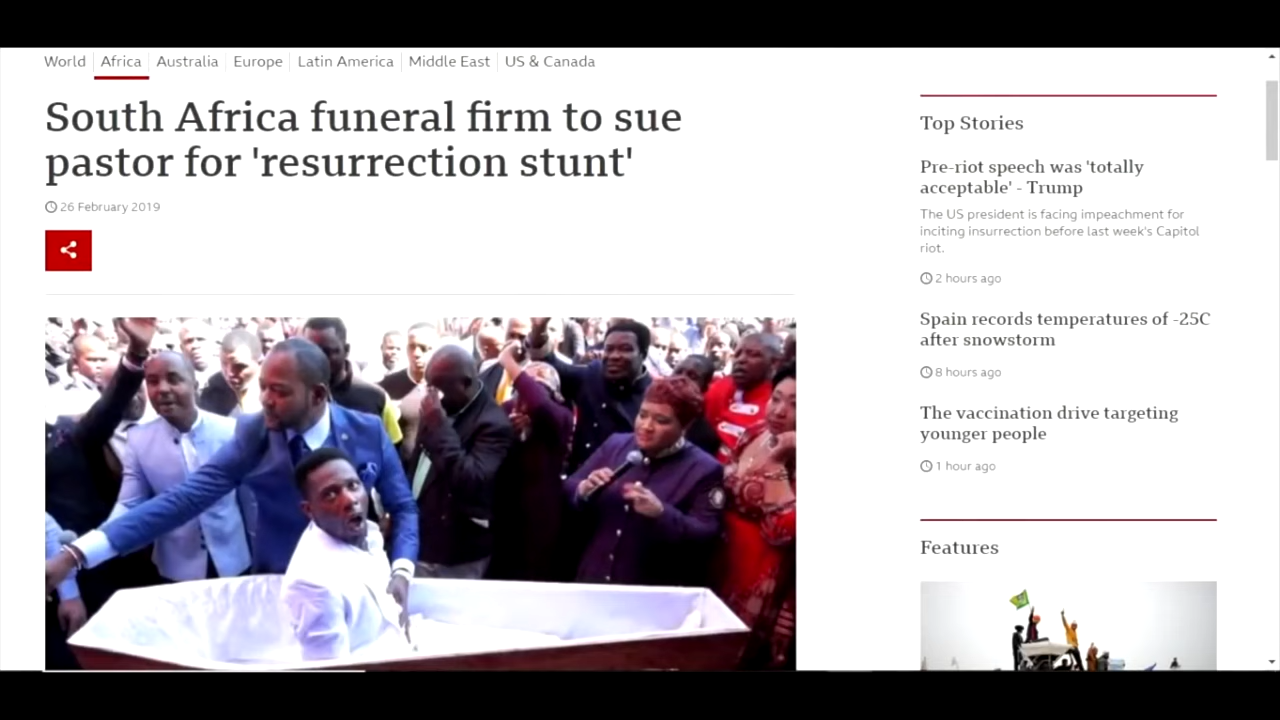 World Africa Australia Europe Latin America Middle East US & Canada
South Africa funeral firm to sue
pastor for 'resurrection stunt'
26 February 2019
Top Stories
Pre-riot speech was 'totally
acceptable' - Trump
The US president is facing impeachment for
inciting insurrection before last week's Capitol
riot.
2 hours ago
Spain records temperatures of -25C
after snowstorm
8 hours ago
The vaccination drive targeting
younger people
1 hour ago
Features